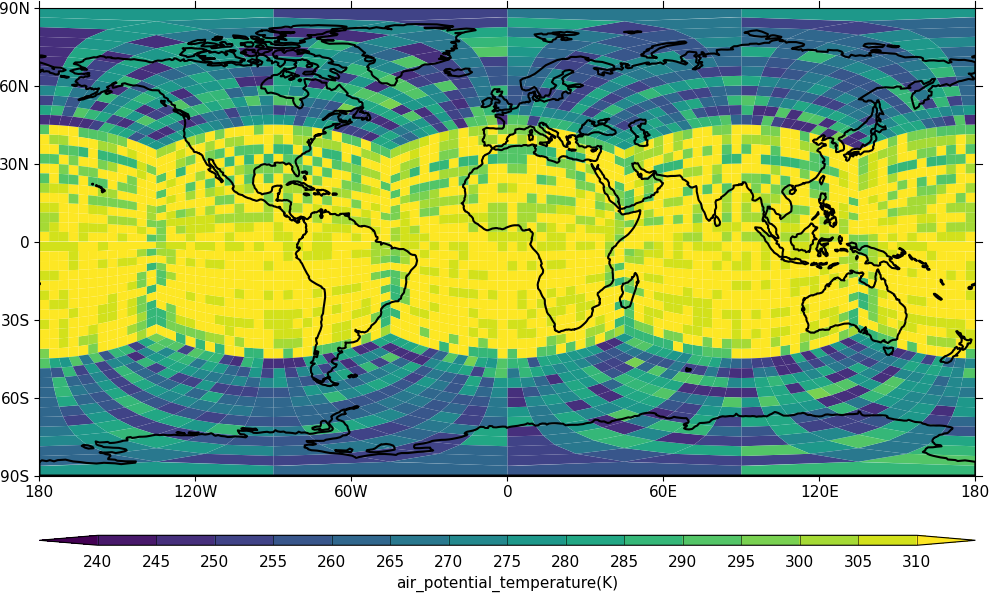 90N
60N
30N
0
30S
60S
90S
180 120W 60W 0 60E 120E 180
240 245 250 255 260 265 270 275 280 285 290 295 300 305 310
air_potential_temperature(K)